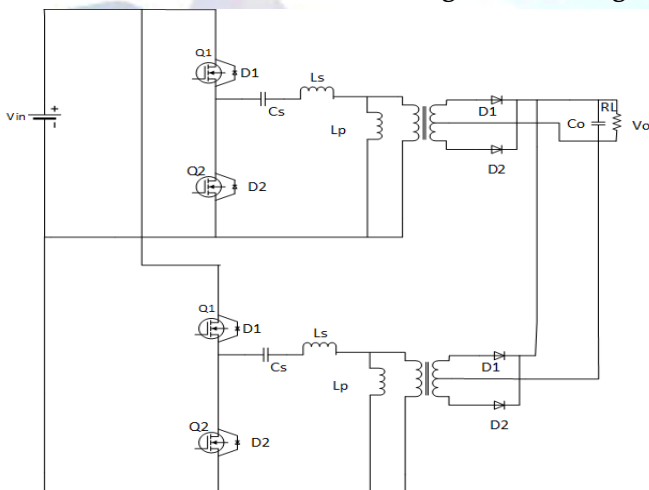 Q1
D1
Ls
Cs
Vin
+
-
Lp
D1
Co
RL
Vo
Q2
D2
D2
Q1
D1
Ls
Cs
Lp
D1
Q2
D2
D2